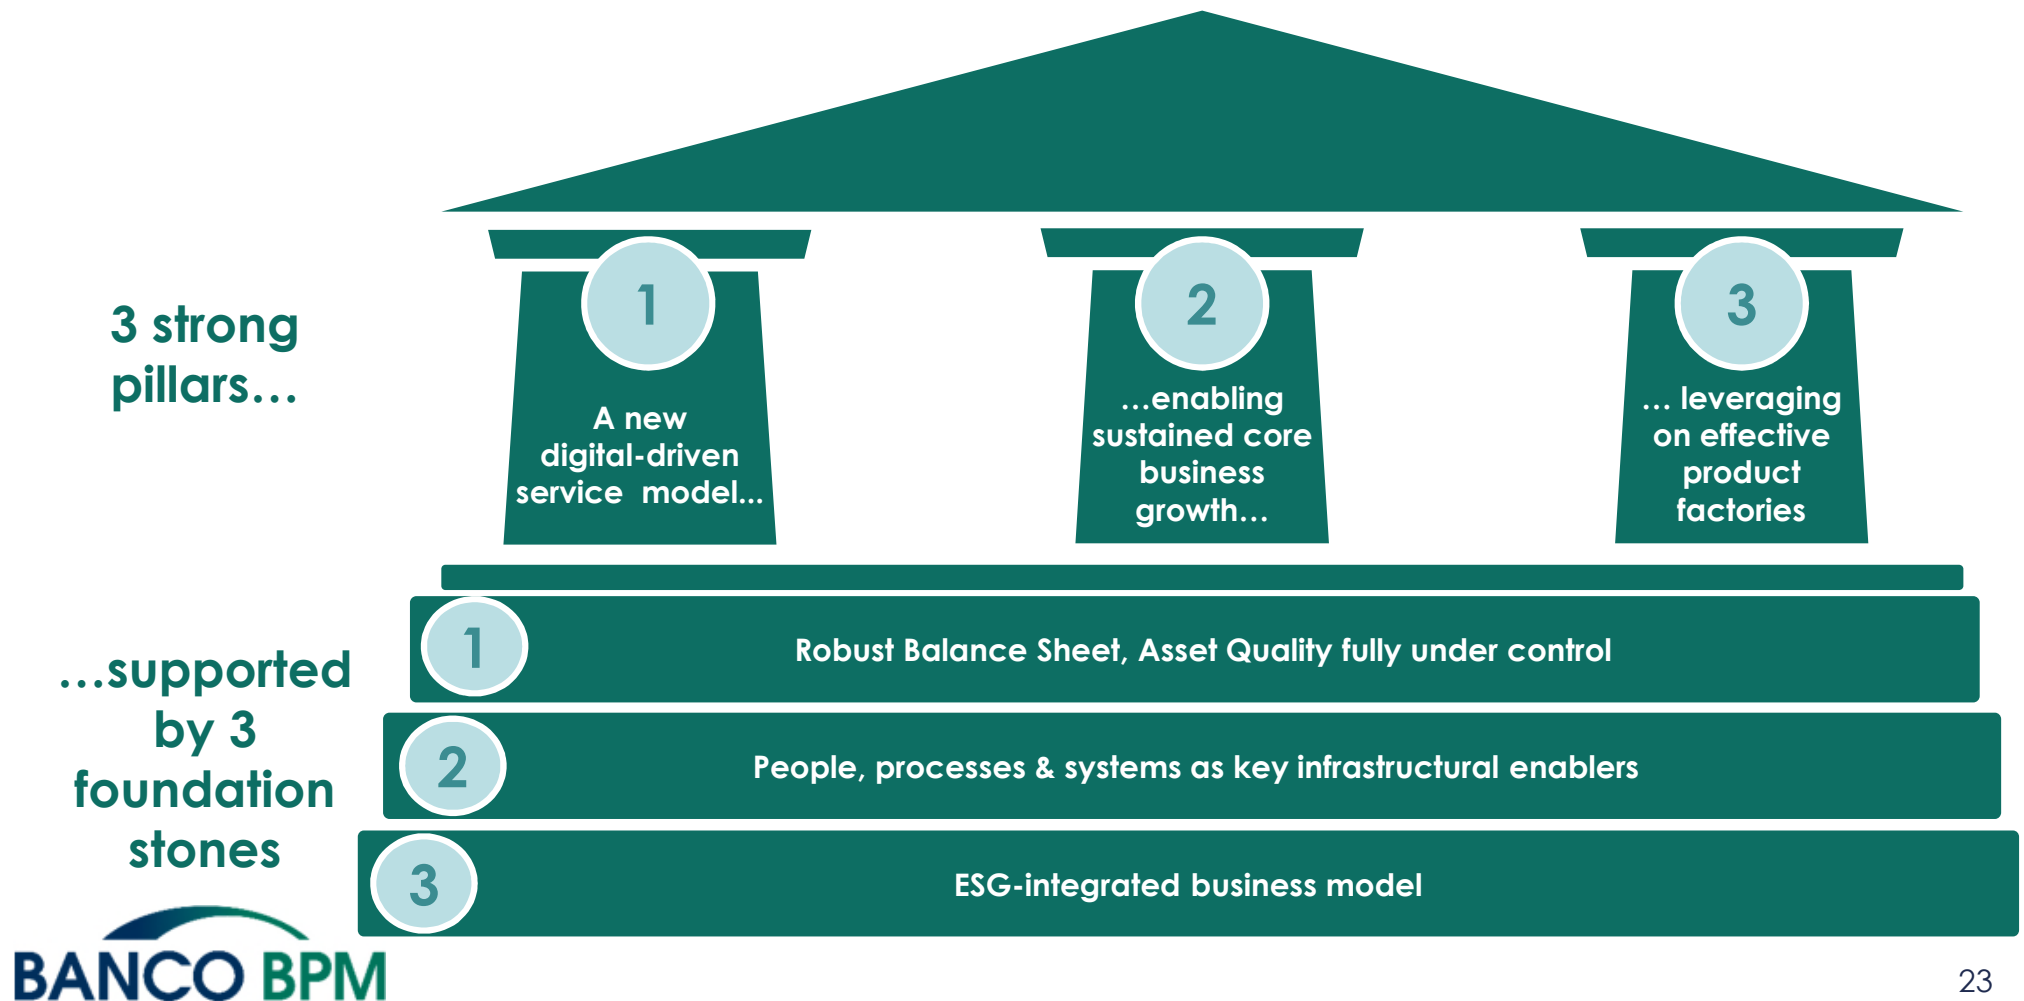 3 strong
pillars…
1
A new
digital-driven
service model...
2
…enabling
sustained core
business
growth…
3
… leveraging
on effective
product
factories
…supported
by 3
foundation
stones
1
Robust Balance Sheet, Asset Quality fully under control
2
People, processes & systems as key infrastructural enablers
3
ESG-integrated business model
BANCO BPM
23